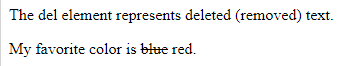 The del element represents deleted (removed) text.
My favorite color is blue red.